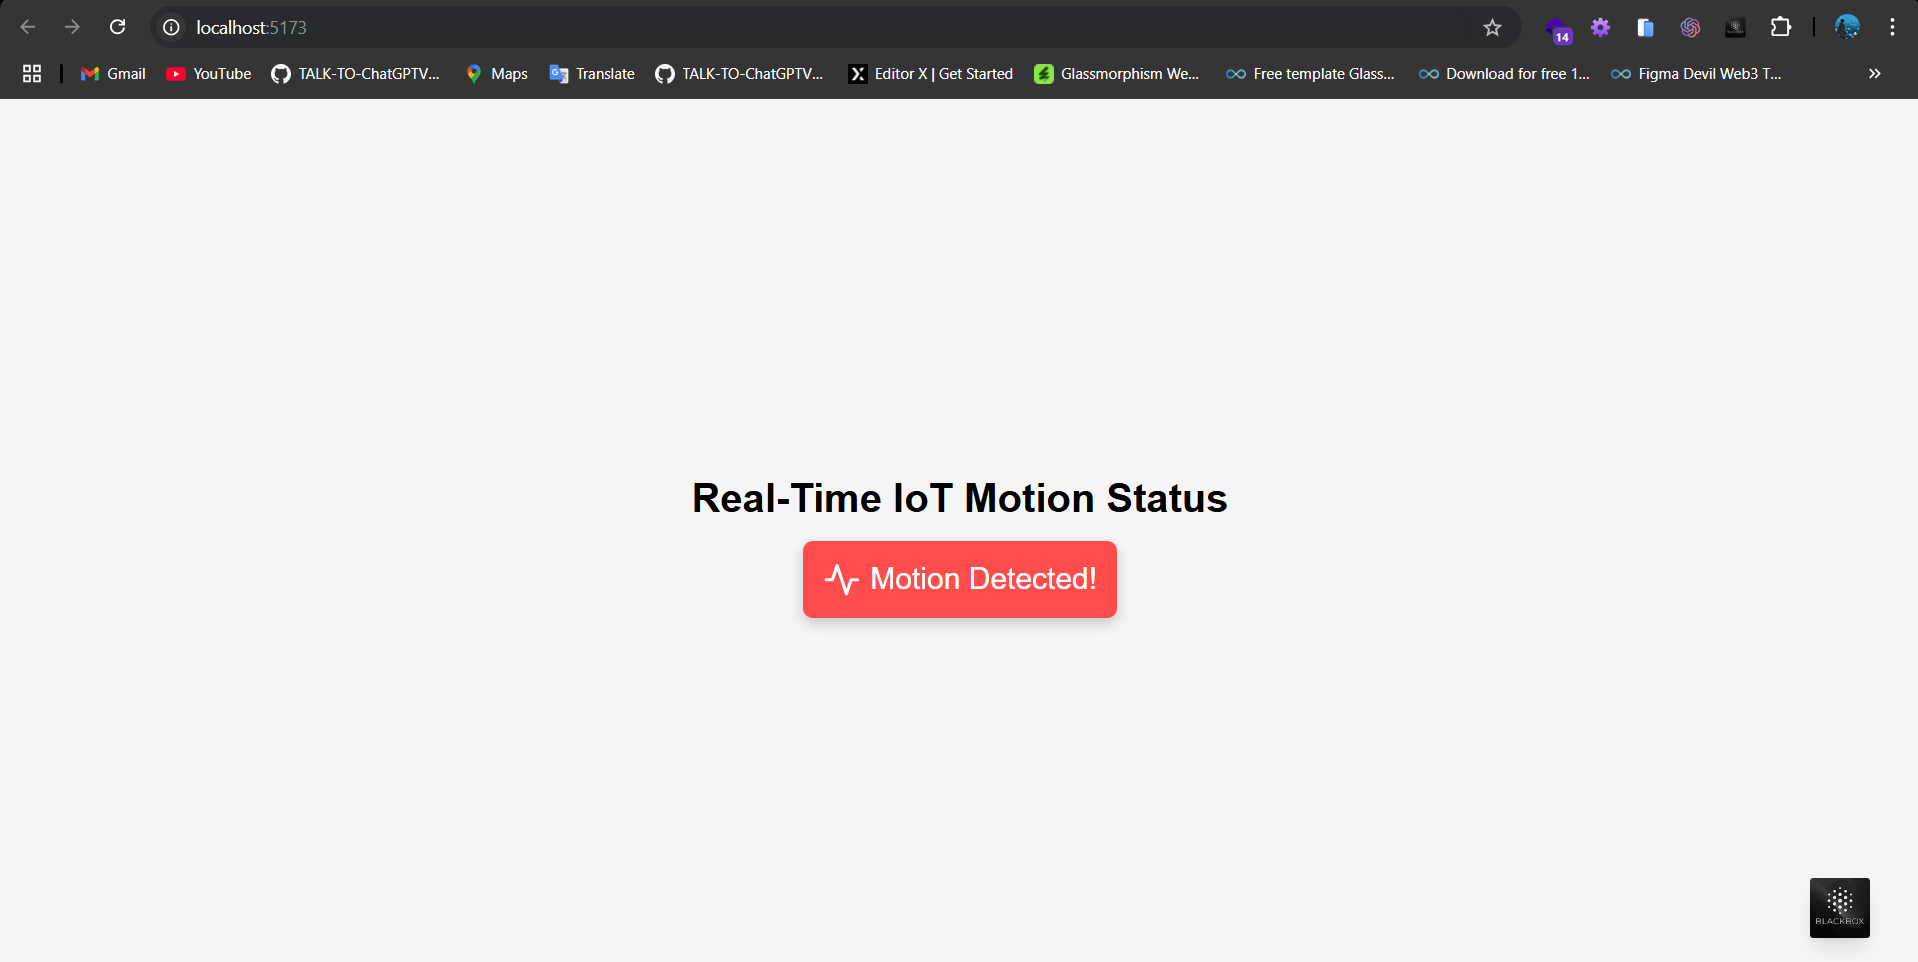 localhost:5173
14
Gmail YouTube TALK-TO-ChatGPTV... Maps Translate TALK-TO-ChatGPTV... Editor X | Get Started Glassmorphism We... Free template Glass... Download for free 1... Figma Devil Web3 T...
Real-Time IoT Motion Status
Motion Detected!
BLACKBOX